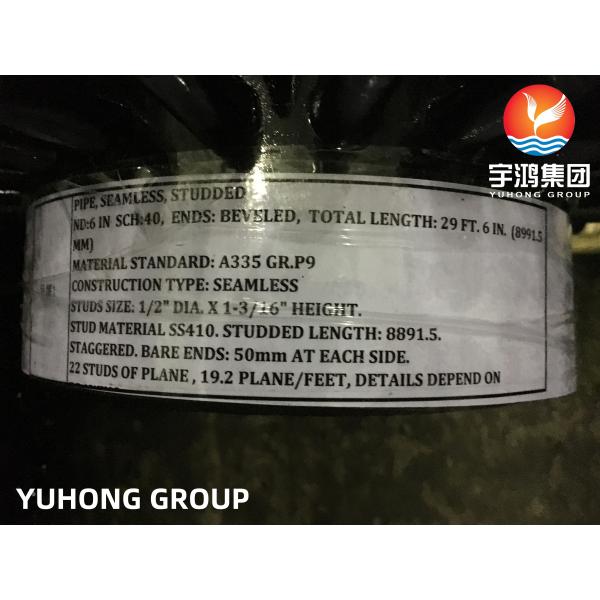 宇鸿集团
YUHONG GROUP
PIPE, SEAMLESS, STUDDED
ND:6 IN SCH:40, ENDS: BEVELED, TOTAL LENGTH: 29 FT. 6 IN. (8991.5
MM)
MATERIAL STANDARD: A335 GR.P9
CONSTRUCTION TYPE: SEAMLESS
STUDS SIZE: 1/2" DIA. X 1-3/16" HEIGHT.
STUD MATERIAL SS410. STUDDED LENGTH: 8891.5.
STAGGERED. BARE ENDS: 50mm AT EACH SIDE.
22 STUDS OF PLANE , 19.2 PLANE/FEET, DETAILS DEPEND ON
YUHONG GROUP